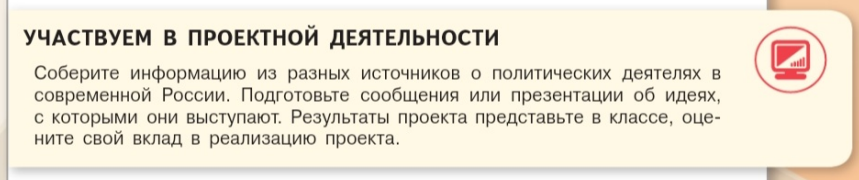 УЧАСТВУЕМ В ПРОЕКТНОЙ ДЕЯТЕЛЬНОСТИ
Соберите информацию из разных источников о политических деятелях в
современной России. Подготовьте сообщения или презентации об идеях,
с которыми они выступают. Результаты проекта представьте в классе, оце-
ните свой вклад в реализацию проекта.